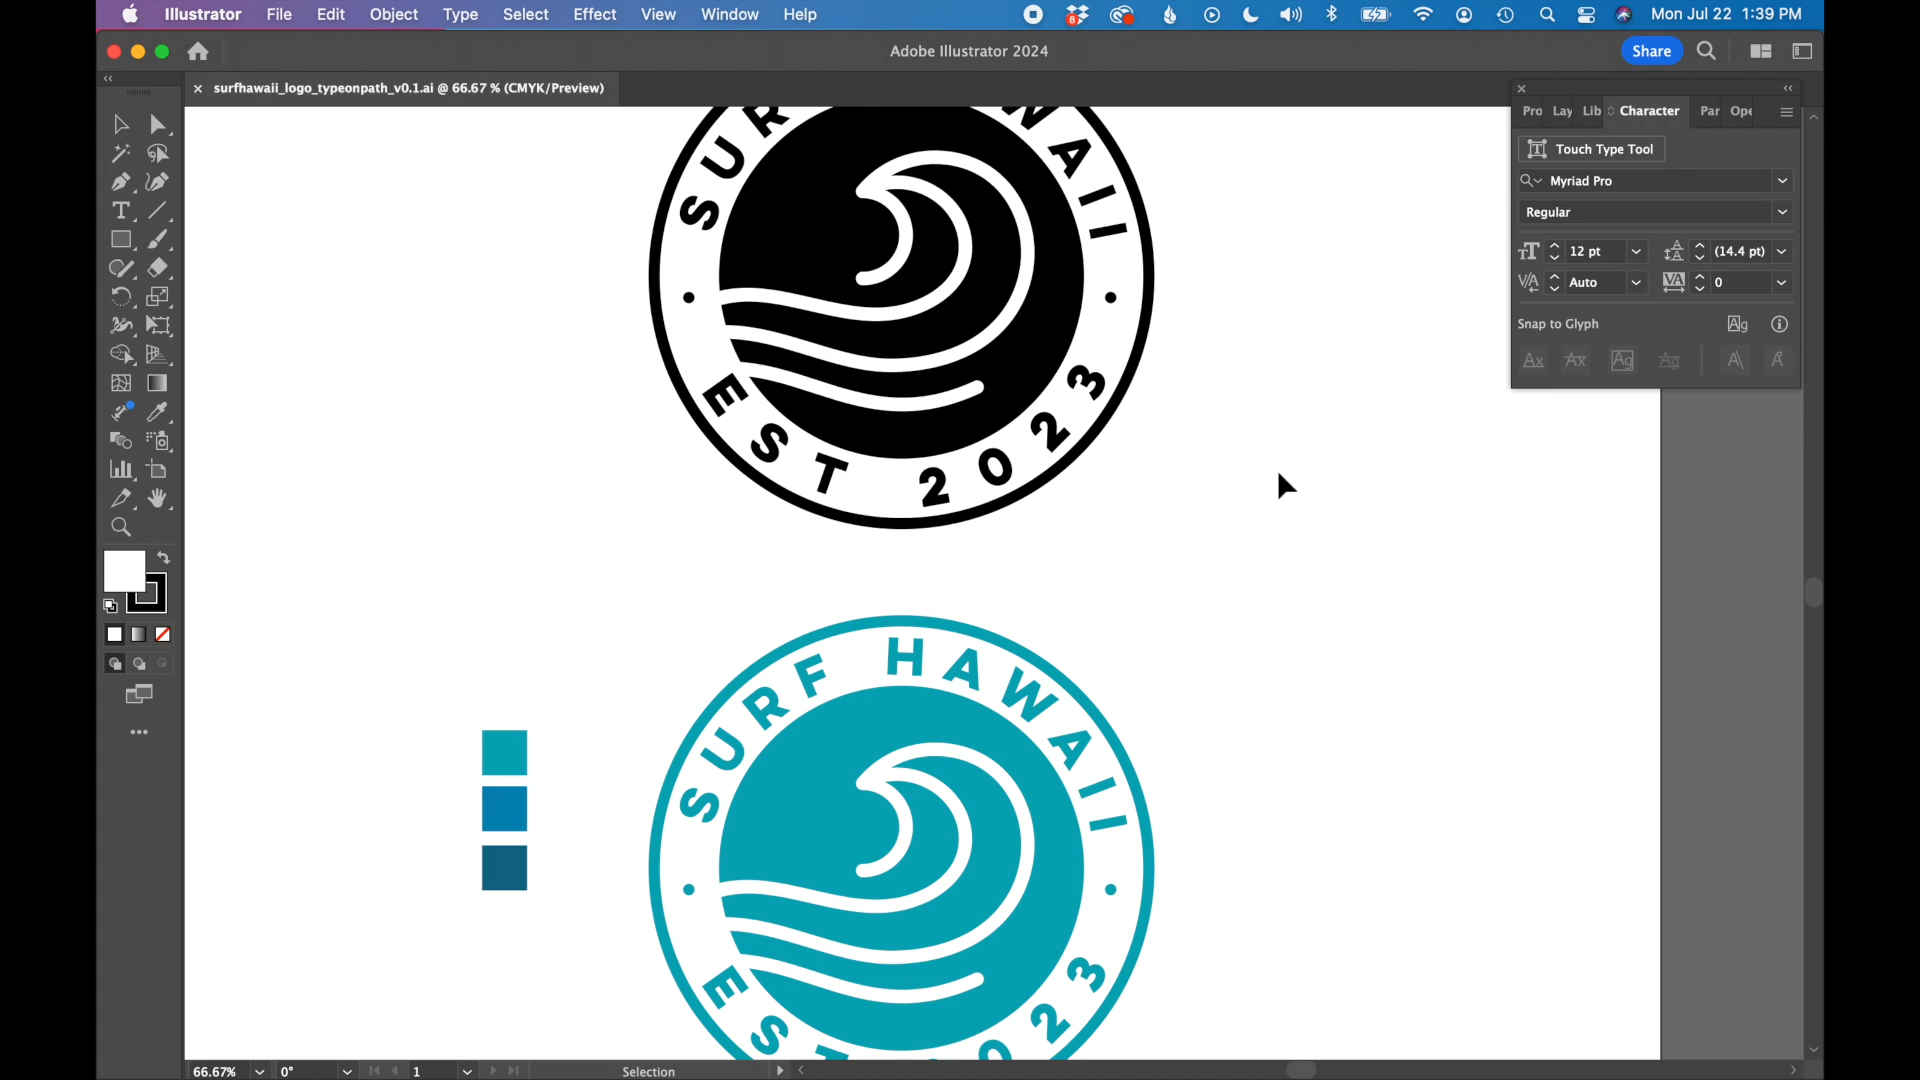 Illustrator File Edit Object Type Select Effect View Window Help 8 Mon Jul 22 1:39 PM
Adobe Illustrator 2024
Share
surfhawaii_logo_typeonpath_v0.1.ai @ 66.67 % (CMYK/Preview)
Pro Lay Lib Character Par Ope
Touch Type Tool
Myriad Pro
Regular
12 pt (14.4 pt)
Auto 0
Snap to Glyph
SURF WAII
EST 2023
SURF HAWAII
EST 2023
66.67% 0° 1 Selection